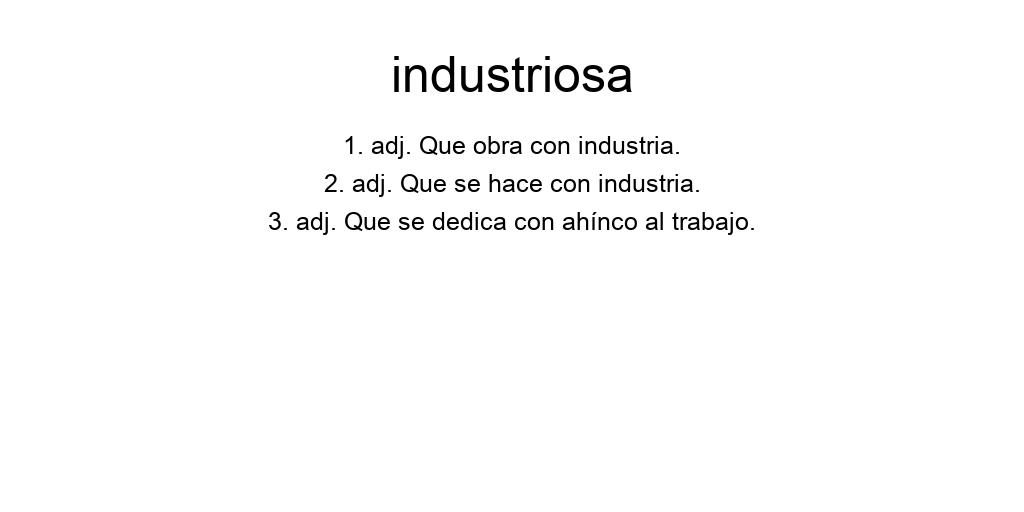 industriosa
1. adj. Que obra con industria.
2. adj. Que se hace con industria.
3. adj. Que se dedica con ahínco al trabajo.